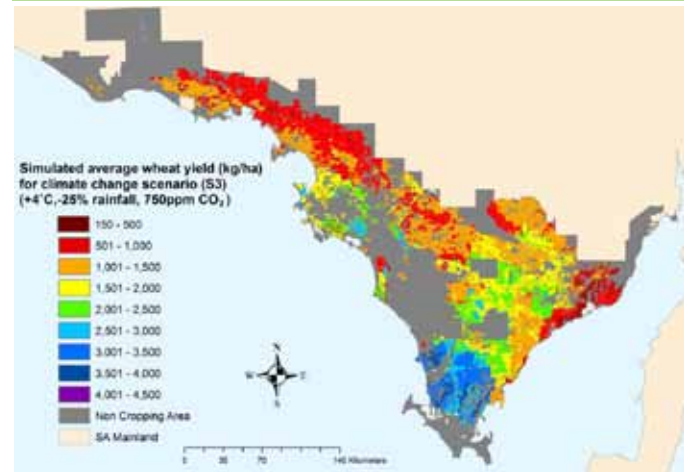 Simulated average wheat yield (kg/ha)
for climate change scenario (S3)
(+4°C,-25% rainfall, 750ppm CO₂)
150 - 500
501 - 1,000
1,001 - 1,500
1,501 - 2,000
2,001 - 2,500
2,501 - 3,000
3,001 - 3,500
3,501 - 4,000
4,001 - 4,500
Non Cropping Area
SA Mainland
N
W E
S
0 35 70 140 Kilometers